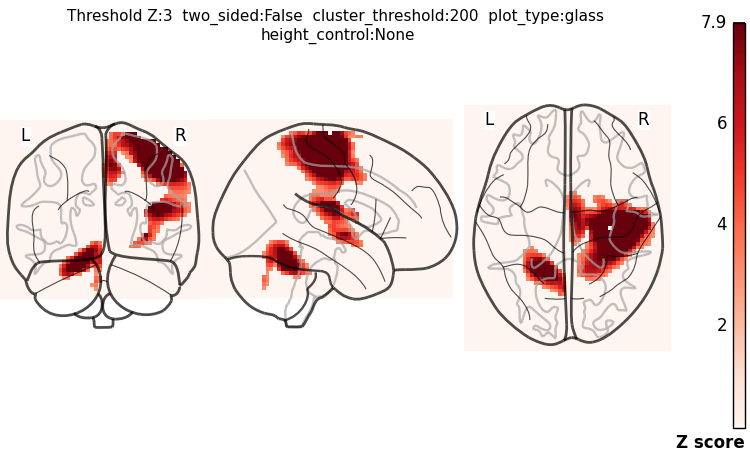 Threshold Z:3  two_sided:False  cluster_threshold:200  plot_type:glass
height_control:None
L
R
L
R
7.9
6
4
2
Z score